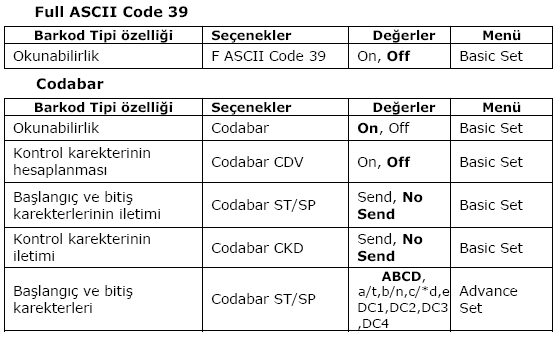 Full ASCII Code 39
Barkod Tipi özelliği Seçenekler Değerler Menü
Okunabilirlik F ASCII Code 39 On, Off Basic Set
Codabar
Barkod Tipi özelliği Seçenekler Değerler Menü
Okunabilirlik Codabar On, Off Basic Set
Kontrol karekterinin
hesaplanması Codabar CDV On, Off Basic Set
Başlangıç ve bitiş
karekterlerinin iletimi Codabar ST/SP Send, No
Send Basic Set
Kontrol karekterinin
iletimi Codabar CKD Send, No
Send Basic Set
Başlangıç ve bitiş
karekterleri Codabar ST/SP ABCD,
a/t,b/n,c/*d,e
DC1,DC2,DC3
,DC4 Advance
Set